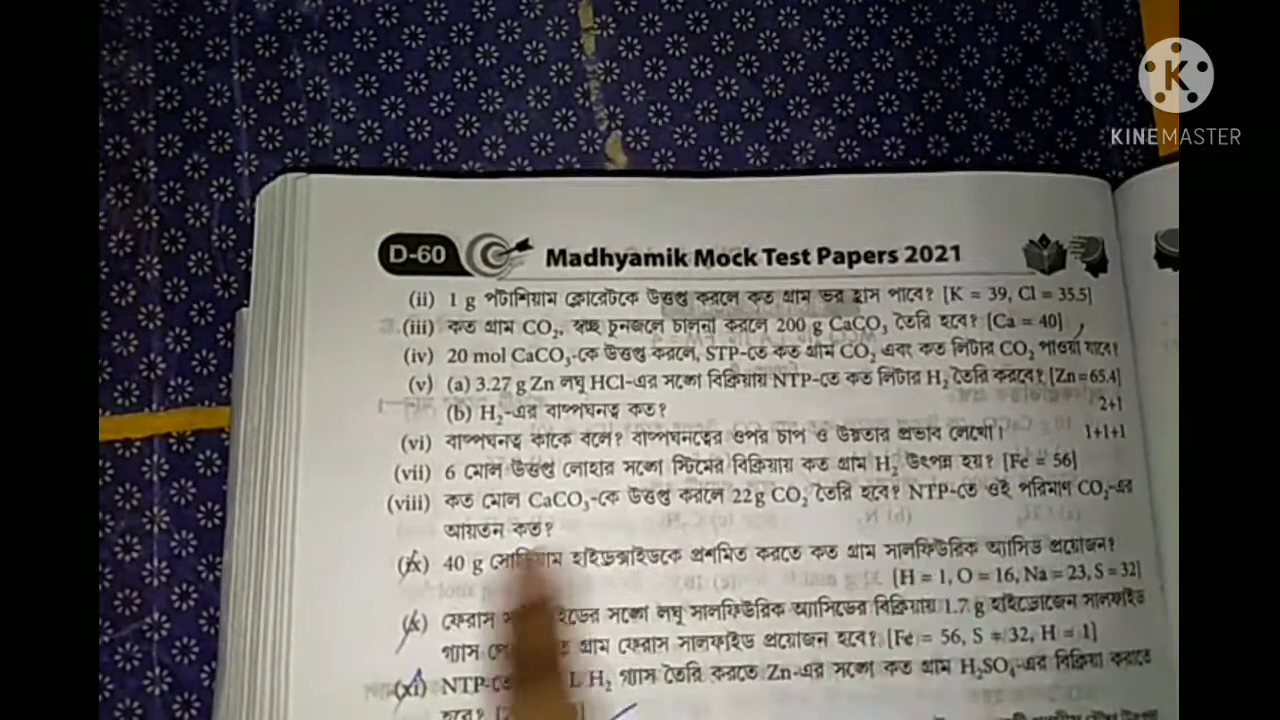 KINEMASTER
D-60 Madhyamik Mock Test Papers 2021
(ii) 1 g পটাশিয়াম ক্লোরেটকে উত্তপ্ত করলে কত গ্রাম ভর হ্রাস পাবে? [K = 39, Cl = 35.5]
(iii) কত গ্রাম CO₂, স্বচ্ছ চুনজলে চালনা করলে 200 g CaCO₃ তৈরি হবে? [Ca = 40]
(iv) 20 mol CaCO₃-কে উত্তপ্ত করলে, STP-তে কত গ্রাম CO₂ এবং কত লিটার CO₂ পাওয়া যাবে?
(v) (a) 3.27 g Zn লঘু HCl-এর সঙ্গে বিক্রিয়ায় NTP-তে কত লিটার H₂ তৈরি করবে? [Zn=65.4]
(b) H₂-এর বাষ্পঘনত্ব কত? 2+1
(vi) বাষ্পঘনত্ব কাকে বলে? বাষ্পঘনত্বের ওপর চাপ ও উষ্ণতার প্রভাব লেখো। 1+1+1
(vii) 6 মোল উত্তপ্ত লোহার সঙ্গে স্টিমের বিক্রিয়ায় কত গ্রাম H₂ উৎপন্ন হয়? [Fe = 56]
(viii) কত মোল CaCO₃-কে উত্তপ্ত করলে 22g CO₂ তৈরি হবে? NTP-তে ওই পরিমাণ CO₂-এর
আয়তন কত?
(ix) 40 g হাইড্রক্সাইডকে প্রশমিত করতে কত গ্রাম সালফিউরিক অ্যাসিড প্রয়োজন?
[H = 1, O = 16, Na = 23, S = 32]
(x) ফেরাস সঙ্গে লঘু সালফিউরিক অ্যাসিডের বিক্রিয়ায় 1.7 g হাইড্রোজেন সালফাইড
গ্যাস গ্রাম ফেরাস সালফাইড প্রয়োজন হবে? [Fe = 56, S = 32, H = 1]
(xi) NTP-তে L H₂ গ্যাস তৈরি করতে Zn-এর সঙ্গে কত গ্রাম H₂SO₄-এর বিক্রিয়া করাতে
হবে?